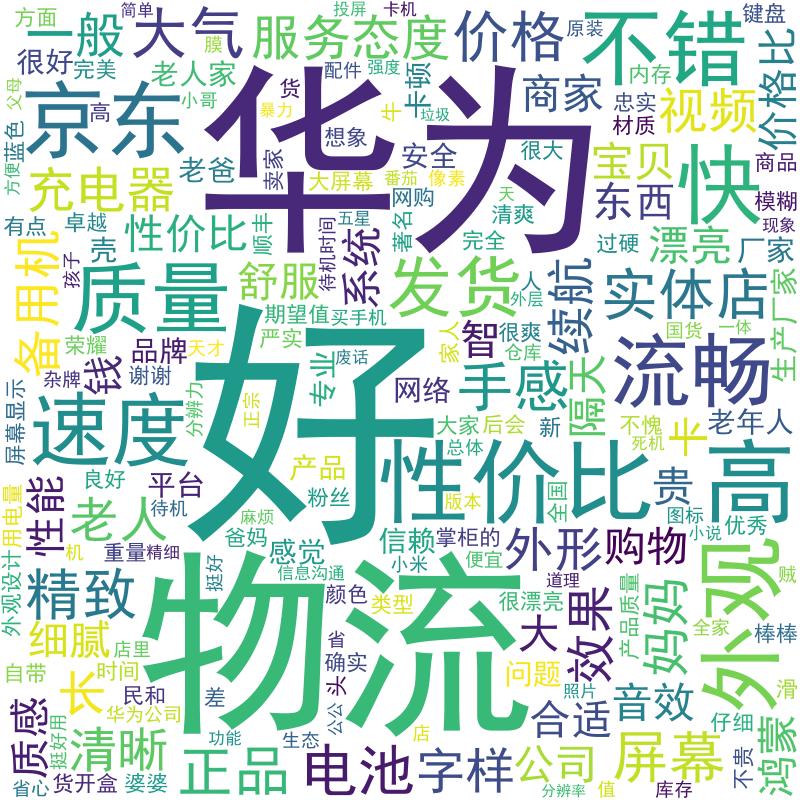 华为
好
物流
性价比
高
快
京东
不错
质量
速度
流畅
外观
大气
一般
服务态度
价格
价格比
视频
商家
宝贝
东西
充电器
性价比
系统
舒服
发货
续航
实体店
漂亮
厂家
生产厂家
备用机
钱
品牌
智
手感
隔天
卡
老年人
贵
老人
性能
平台
感觉
信赖
外形
购物
精致
细腻
长
质感
清晰
正品
电池
字样
公司
屏幕
鸿蒙
音效
合适
效果
妈妈
大
问题
方面
简单
投屏
卡机
原装
键盘
很好
完美
老人家
小哥
膜
货
配件
强度
卡顿
内存
忠实
材质
父母
高
暴力
牛
垃圾
想象
方便
蓝色
老爸
卖家
安全
很大
商品
大屏幕
番茄
像素
网购
模糊
有点
卓越
顺丰
五星
天
清爽
现象
壳
待机时间
著名
完全
过硬
孩子
期望值
买手机
人
外层
严实
很爽
仓库
国货
一体
家人
荣耀
天才
废话
杂牌
谢谢
专业
网络
分辨力
正宗
屏幕显示
大家
后会
新
不愧
死机
总体
良好
产品
粉丝
版本
全国
图标
小说
优秀
用电量
待机
麻烦
爸妈
掌柜的
小米
便宜
机
重量
精细
挺好
信息沟通
道理
外观设计
颜色
类型
很漂亮
产品质量
全家
贼
棒棒
店里
省
自带
时间
确实
民和
差
头
照片
滑
华为公司
公公
店
仔细
挺好用
功能
生态
不贵
省心
货开盒
婆婆
分辨率
值
库存